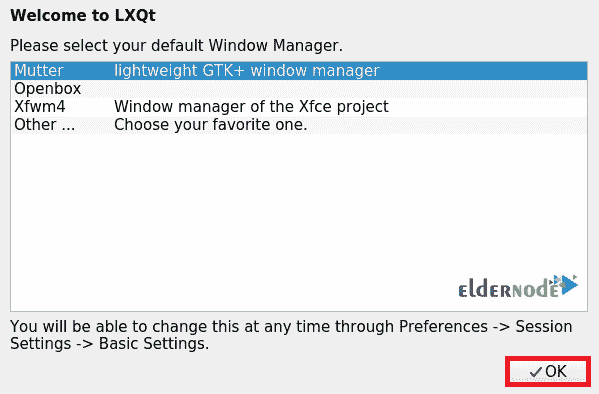 Welcome to LXQt
Please select your default Window Manager.
Mutter lightweight GTK+ window manager
Openbox
Xfwm4 Window manager of the Xfce project
Other ... Choose your favorite one.
elderNode
You will be able to change this at any time through Preferences -> Session
Settings -> Basic Settings.
OK